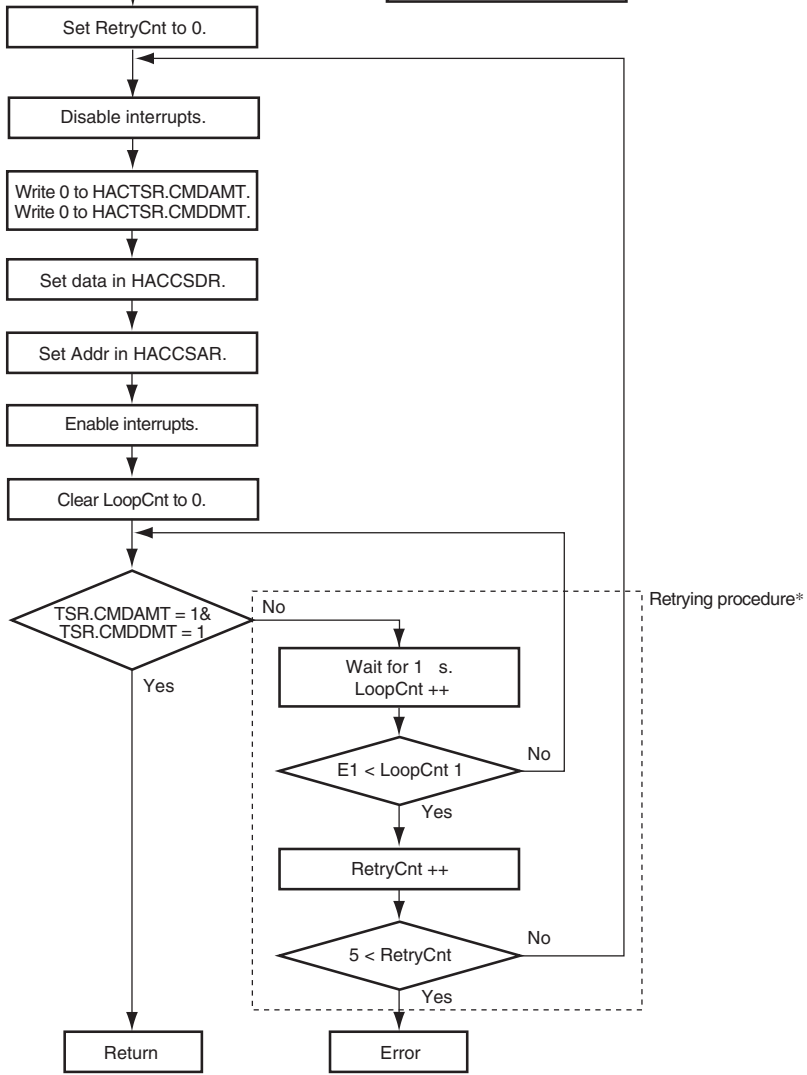 Set RetryCnt to 0.
Disable interrupts.
Write 0 to HACTSR.CMDAMT.
Write 0 to HACTSR.CMDDMT.
Set data in HACCSDR.
Set Addr in HACCSAR.
Enable interrupts.
Clear LoopCnt to 0.
TSR.CMDAMT = 1&
TSR.CMDDMT = 1
No
Yes
Retrying procedure*
Wait for 1 s.
LoopCnt ++
E1 < LoopCnt 1
No
Yes
RetryCnt ++
5 < RetryCnt
No
Yes
Return
Error